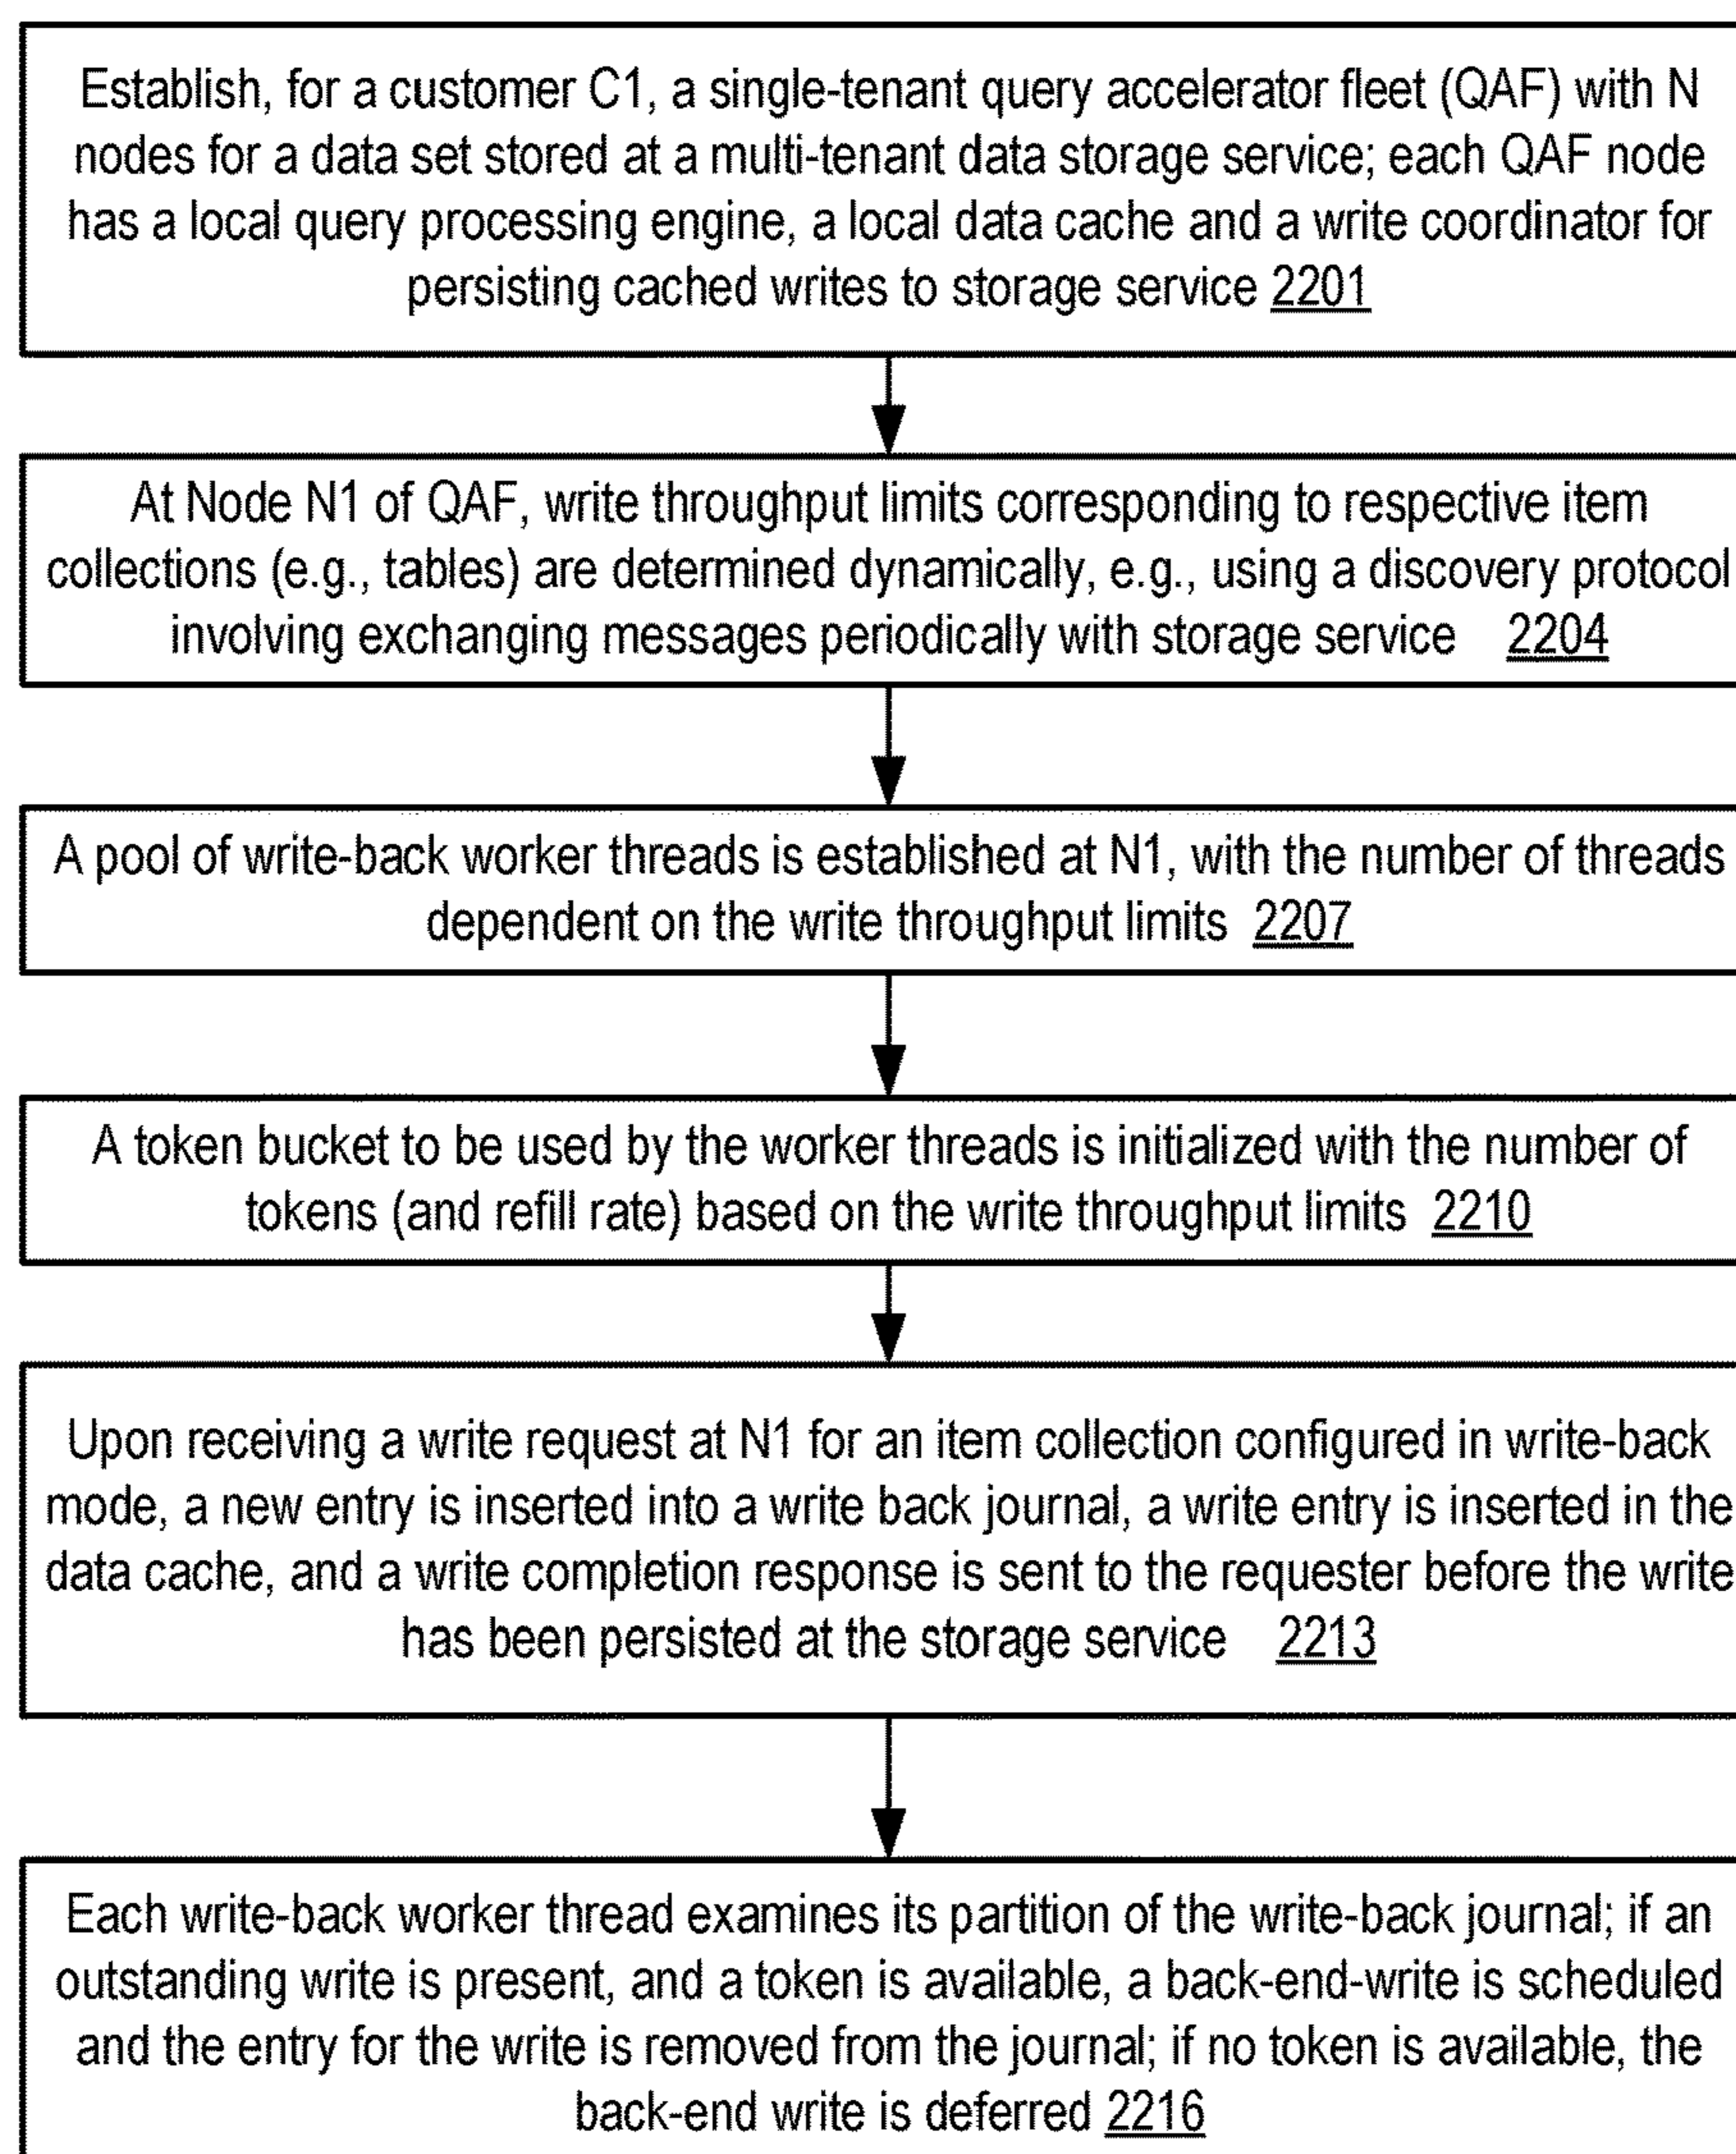 Establish, for a customer C1, a single-tenant query accelerator fleet (QAF) with N
nodes for a data set stored at a multi-tenant data storage service; each QAF node
has a local query processing engine, a local data cache and a write coordinator for
persisting cached writes to storage service 2201
At Node N1 of QAF, write throughput limits corresponding to respective item
collections (e.g., tables) are determined dynamically, e.g., using a discovery protocol
involving exchanging messages periodically with storage service 2204
A pool of write-back worker threads is established at N1, with the number of threads
dependent on the write throughput limits 2207
A token bucket to be used by the worker threads is initialized with the number of
tokens (and refill rate) based on the write throughput limits 2210
Upon receiving a write request at N1 for an item collection configured in write-back
mode, a new entry is inserted into a write back journal, a write entry is inserted in the
data cache, and a write completion response is sent to the requester before the write
has been persisted at the storage service 2213
Each write-back worker thread examines its partition of the write-back journal; if an
outstanding write is present, and a token is available, a back-end-write is scheduled
and the entry for the write is removed from the journal; if no token is available, the
back-end write is deferred 2216